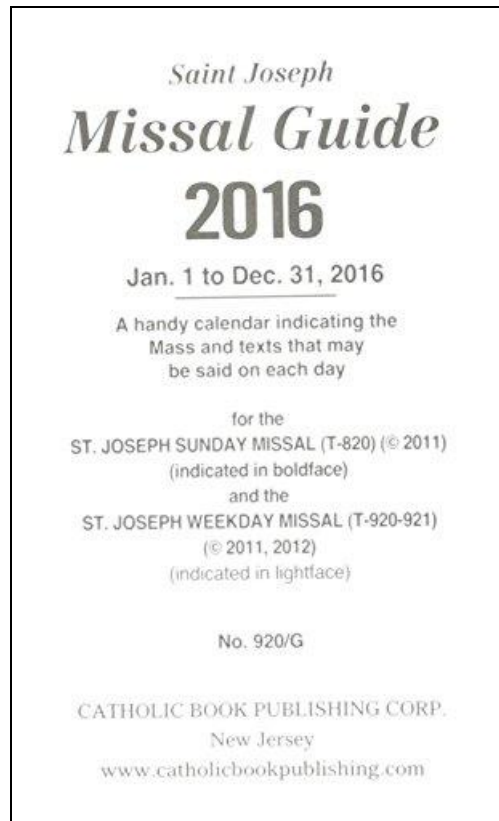 Saint Joseph
Missal Guide
2016
Jan. 1 to Dec. 31, 2016
A handy calendar indicating the
Mass and texts that may
be said on each day
for the
ST. JOSEPH SUNDAY MISSAL (T-820) (© 2011)
(indicated in boldface)
and the
ST. JOSEPH WEEKDAY MISSAL (T-920-921)
(© 2011, 2012)
(indicated in lightface)
No. 920/G
CATHOLIC BOOK PUBLISHING CORP.
New Jersey
www.catholicbookpublishing.com